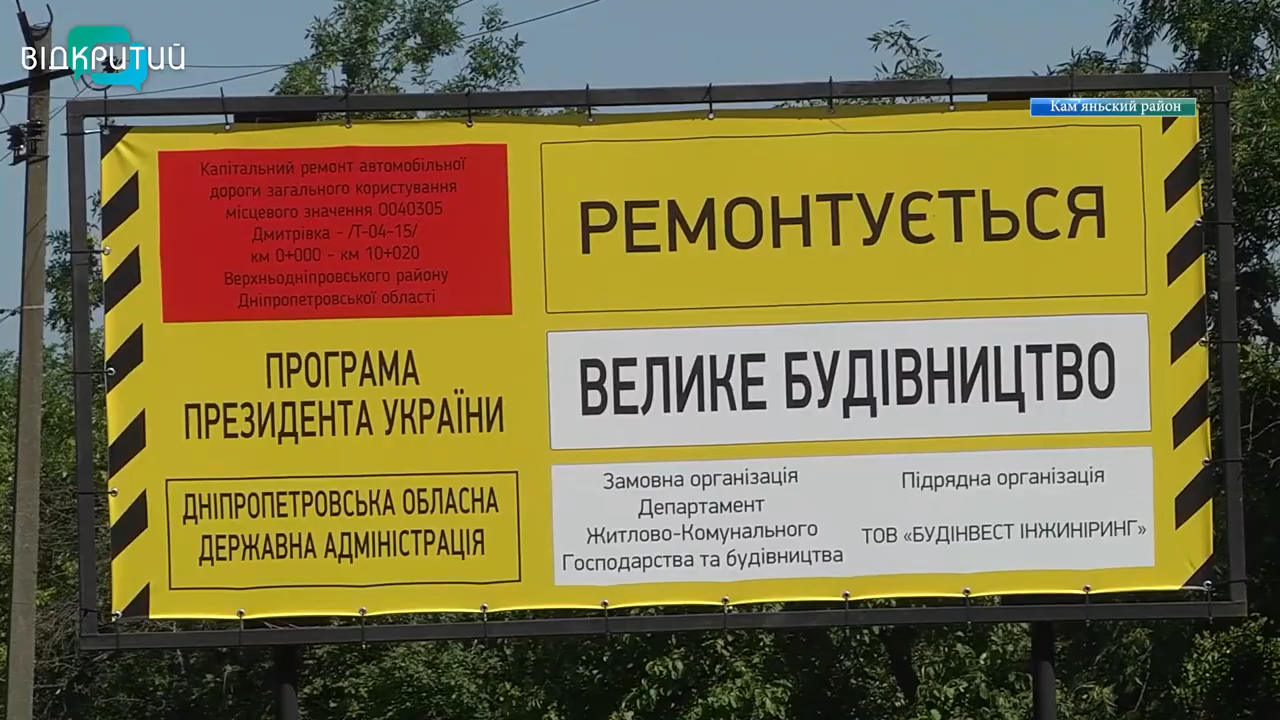 ВІДКРИТИЙ
Кам'янський район
Капітальний ремонт автомобільної
дороги загального користування
місцевого значення О040305
Дмитрівка - /Т-04-15/
км 0+000 - км 10+020
Верхньодніпровського району
Дніпропетровської області
РЕМОНТУЄТЬСЯ
ПРОГРАМА
ПРЕЗИДЕНТА УКРАЇНИ
ВЕЛИКЕ БУДІВНИЦТВО
ДНІПРОПЕТРОВСЬКА ОБЛАСНА
ДЕРЖАВНА АДМІНІСТРАЦІЯ
Замовна організація
Департамент
Житлово-Комунального
Господарства та будівництва
Підрядна організація
ТОВ «БУДІНВЕСТ ІНЖИНІРИНГ»